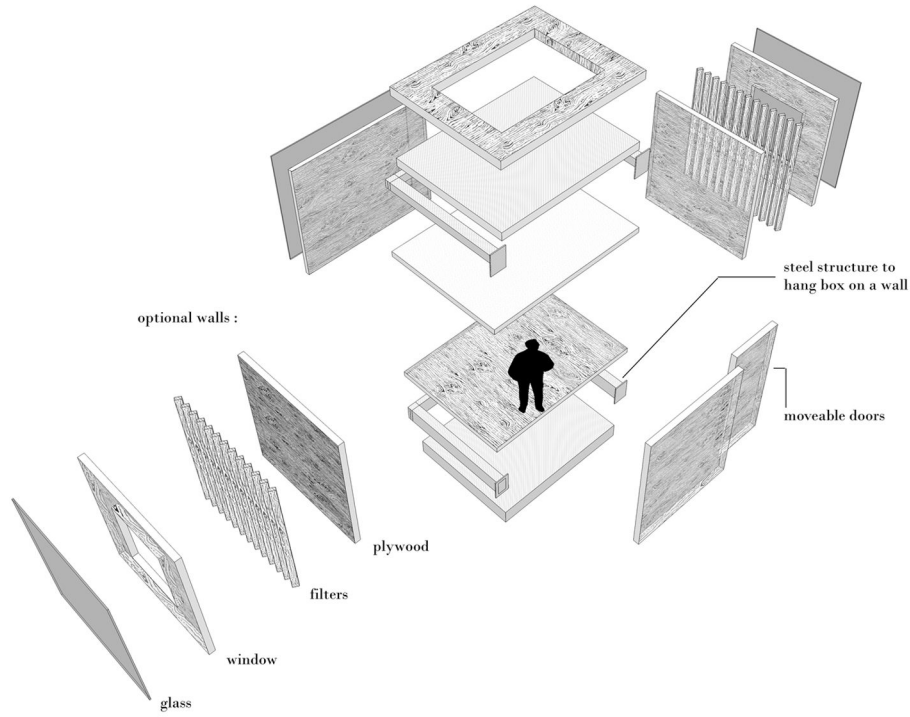 steel structure to
hang box on a wall
optional walls :
moveable doors
plywood
filters
window
glass